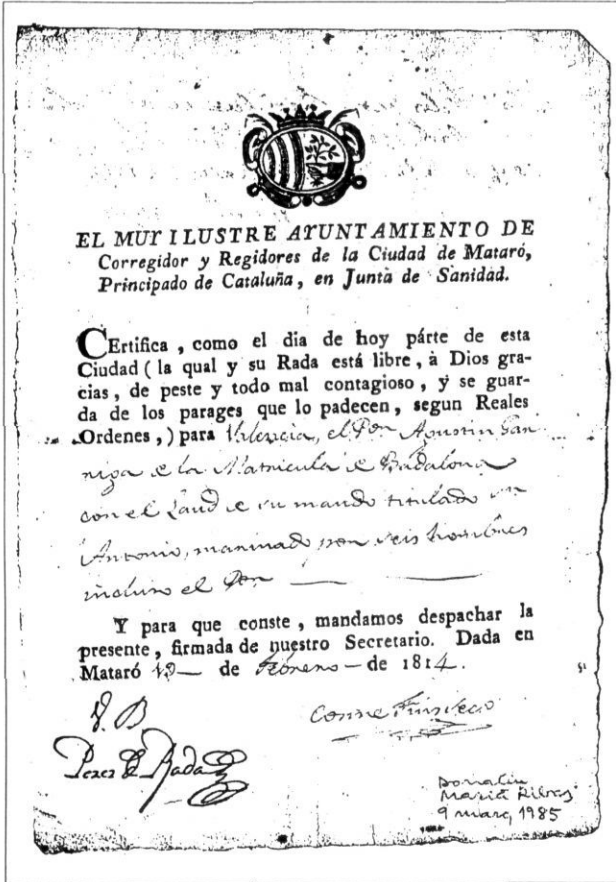 EL MUY ILUSTRE AYUNTAMIENTO DE
Corregidor y Regidores de la Ciudad de Mataró,
Principado de Cataluña, en Junta de Sanidad.
CErtifica, como el dia de hoy párte de esta
Ciudad (la qual y su Rada está libre, à Dios gra-
cias, de peste y todo mal contagioso, y se guar-
da de los parages que lo padecen, segun Reales
Ordenes,) para Valencia, el Pon Agustin
de la Matricula de Badalona
con el Laud de su mando titulado Sn
Antonio, marinado por seis hombres
incluso el Pon
Y para que conste, mandamos despachar la
presente, firmada de nuestro Secretario. Dada en
Mataró de Febrero de 1814.
V. B
Perez de Rada
Donatiu
Marià Ribas
9 març 1985